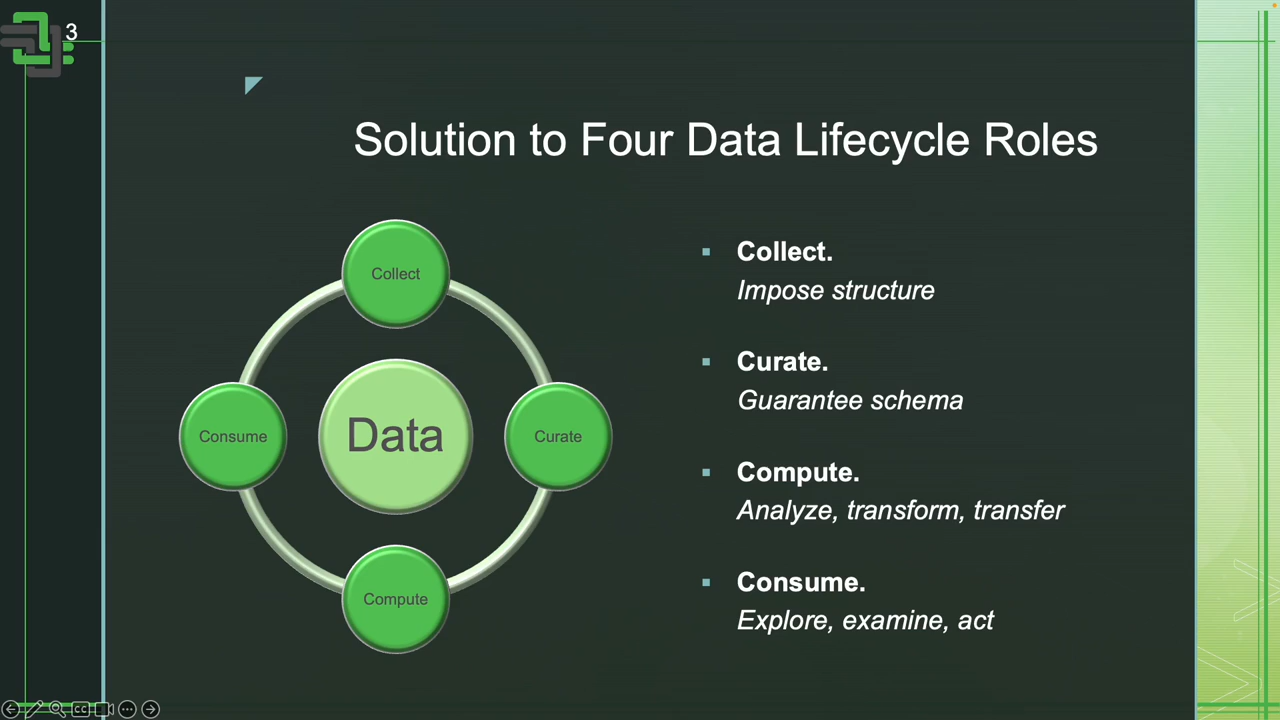 3
Solution to Four Data Lifecycle Roles
Collect
Consume
Data
Curate
Compute
Collect.
Impose structure
Curate.
Guarantee schema
Compute.
Analyze, transform, transfer
Consume.
Explore, examine, act
CC